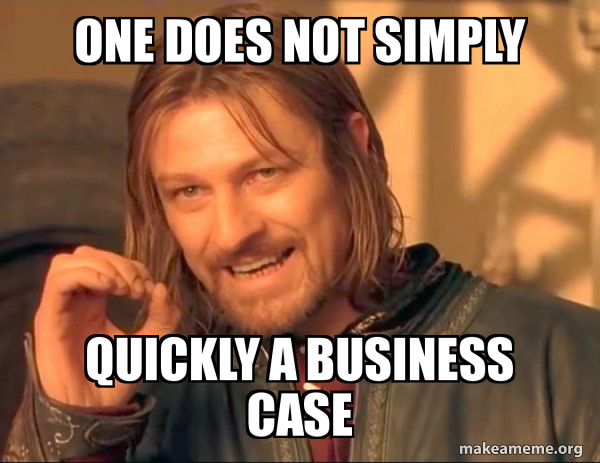 ONE DOES NOT SIMPLY
QUICKLY A BUSINESS
CASE
makeameme.org